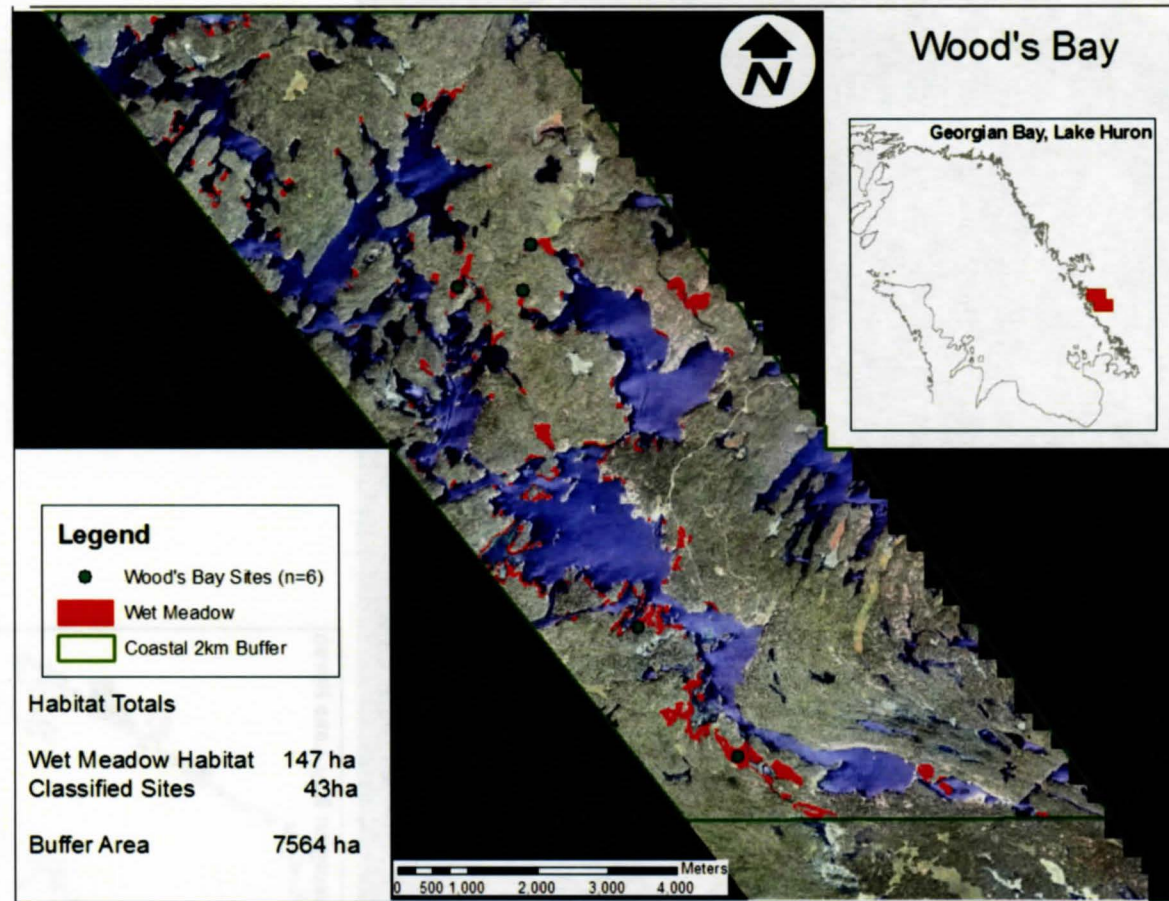 Wood's Bay
N
Georgian Bay, Lake Huron
Legend
Wood's Bay Sites (n=6)
Wet Meadow
Coastal 2km Buffer
Habitat Totals
Wet Meadow Habitat 147 ha
Classified Sites 43ha
Buffer Area 7564 ha
Meters
0 500 1,000 2,000 3,000 4,000